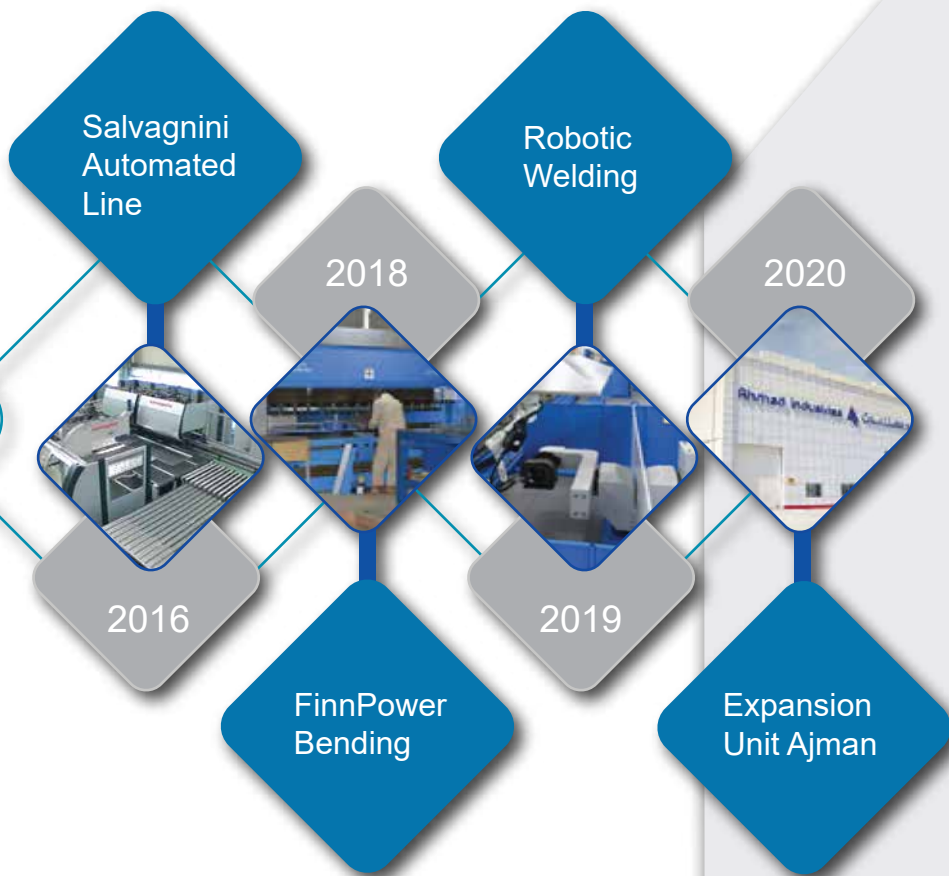 Salvagnini
Automated
Line
2016
2018
FinnPower
Bending
Robotic
Welding
2019
2020
Ahmad Industries
Expansion
Unit Ajman